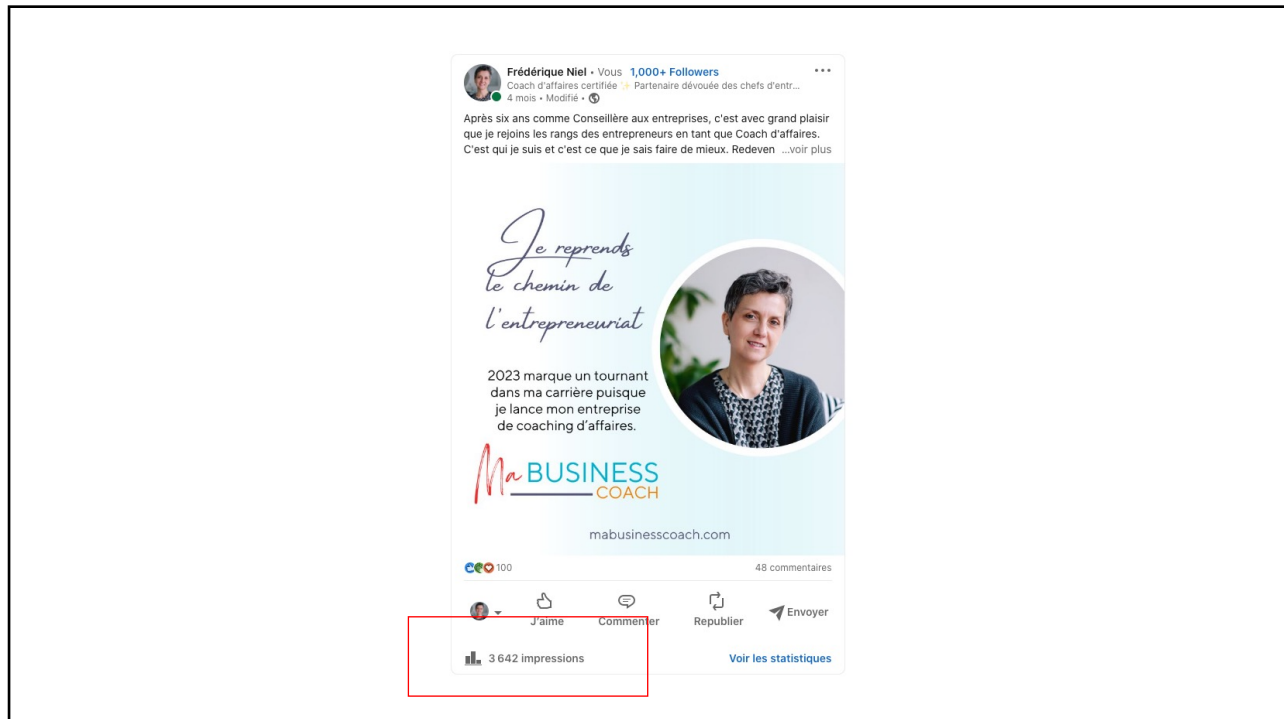 Frédérique Niel • Vous 1,000+ Followers
Coach d'affaires certifiée ✨ Partenaire dévouée des chefs d'entr...
4 mois • Modifié •
Après six ans comme Conseillère aux entreprises, c'est avec grand plaisir
que je rejoins les rangs des entrepreneurs en tant que Coach d'affaires.
C'est qui je suis et c'est ce que je sais faire de mieux. Redeven ...voir plus
Je reprends
le chemin de
l'entrepreneuriat
2023 marque un tournant
dans ma carrière puisque
je lance mon entreprise
de coaching d'affaires.
Ma BUSINESS
COACH
mabusinesscoach.com
100 48 commentaires
J'aime Commenter Republier Envoyer
3 642 impressions Voir les statistiques